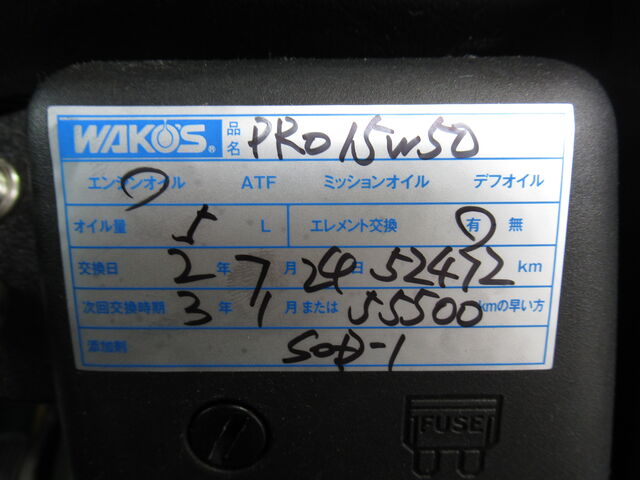 WAKO'S® 品名 PRO 15W50
エンジンオイル ATF ミッションオイル デフオイル
オイル量 5 L エレメント交換 有 無
交換日 2 年 7 月 24 日 52472 km
次回交換時期 3 年 1 月または 55500 kmの早い方
添加剤 SOD-1
FUSE